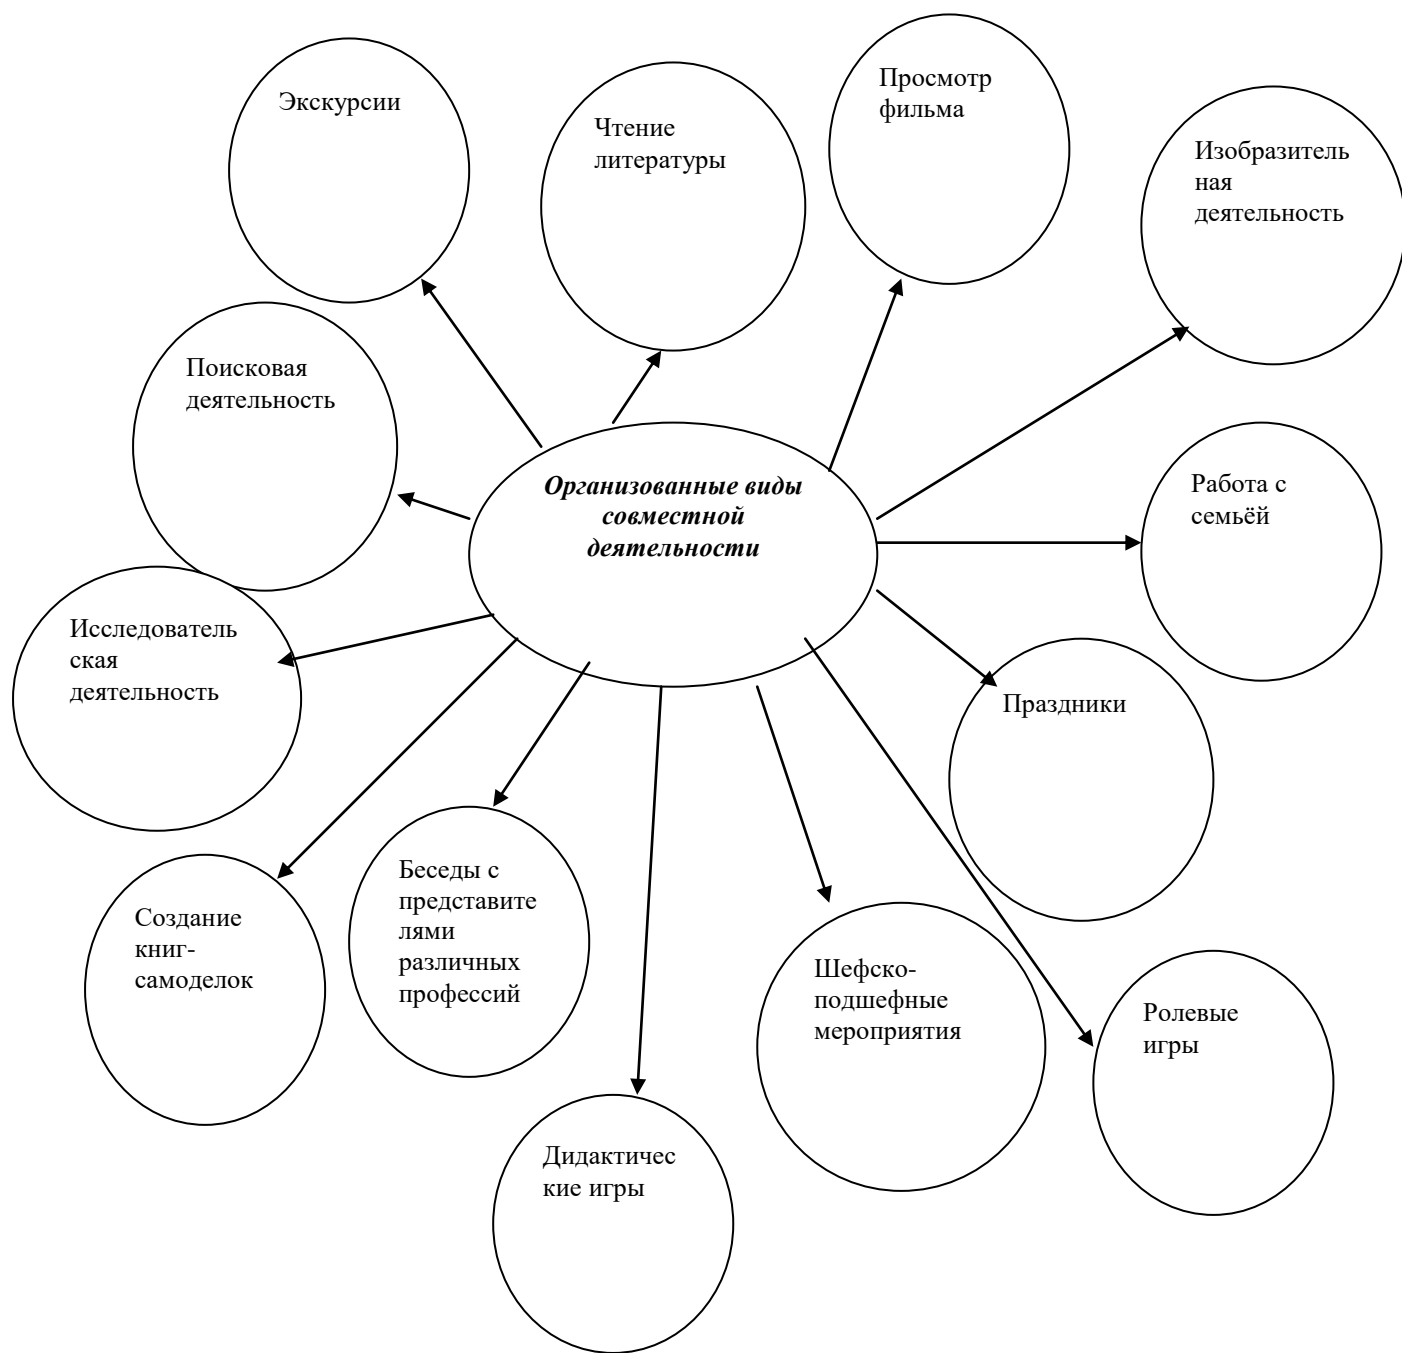 Экскурсии
Чтение
литературы
Просмотр
фильма
Изобразитель
ная
деятельность
Поисковая
деятельность
Организованные виды
совместной
деятельности
Работа с
семьёй
Исследователь
ская
деятельность
Праздники
Создание
книг-
самоделок
Беседы с
представите
лями
различных
профессий
Шефско-
подшефные
мероприятия
Ролевые
игры
Дидактичес
кие игры